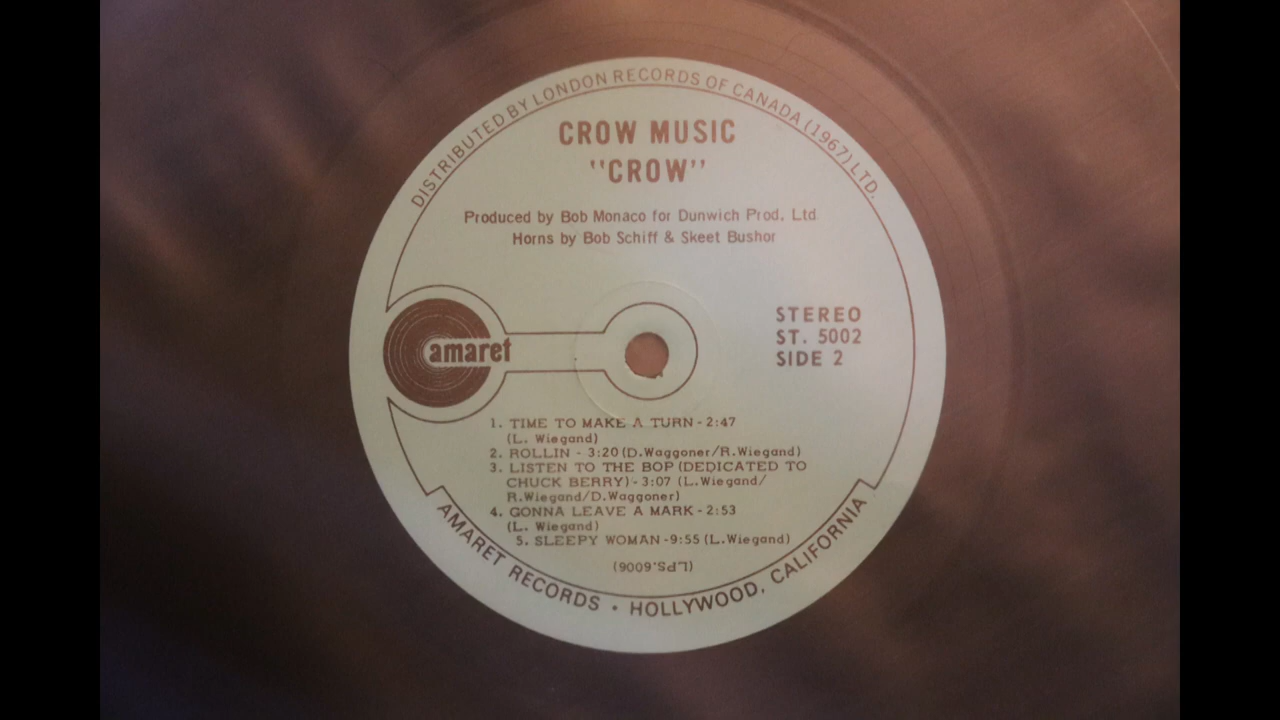 DISTRIBUTED BY LONDON RECORDS OF CANADA (1967) LTD.
CROW MUSIC
"CROW"
Produced by Bob Monaco for Dunwich Prod. Ltd
Horns by Bob Schiff & Skeet Bushor
amaret
STEREO
ST. 5002
SIDE 2
1. TIME TO MAKE A TURN - 2:47
(L. Wiegand)
2. ROLLIN - 3:20 (D.Waggoner/R.Wiegand)
3. LISTEN TO THE BOP (DEDICATED TO
CHUCK BERRY) - 3:07 (L.Wiegand/
R.Wiegand/D.Waggoner)
4. GONNA LEAVE A MARK - 2:53
(L. Wiegand)
5. SLEEPY WOMAN - 9:55 (L.Wiegand)
(LPS.6006)
AMARET RECORDS • HOLLYWOOD, CALIFORNIA